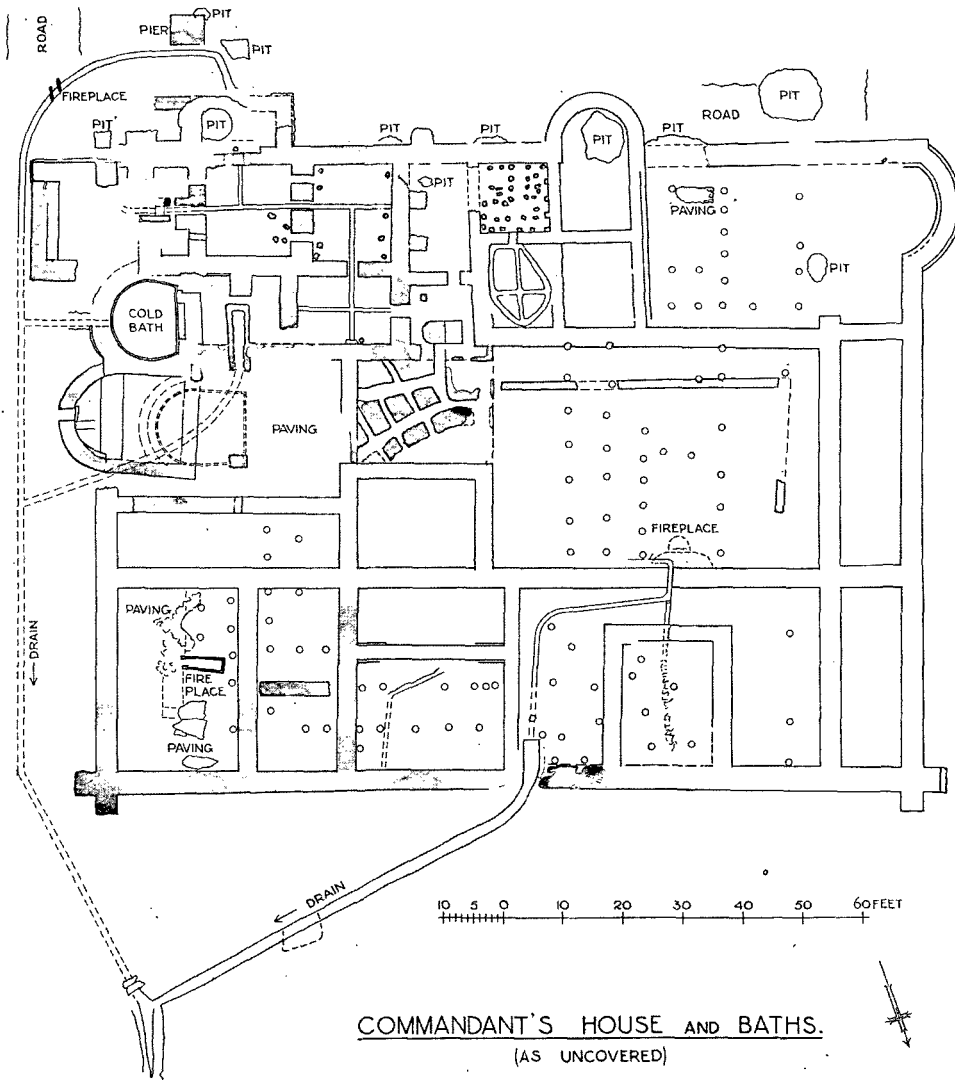 ROAD
PIT
PIER
PIT
FIREPLACE
PIT
PIT
PIT
PIT
PIT
PIT
ROAD
PIT
PIT
PAVING
PIT
COLD
BATH
PAVING
FIREPLACE
PAVING
FIRE
PLACE
PAVING
← DRAIN
← DRAIN
10 5 0 10 20 30 40 50 60 FEET
COMMANDANT'S HOUSE AND BATHS.
(AS UNCOVERED)